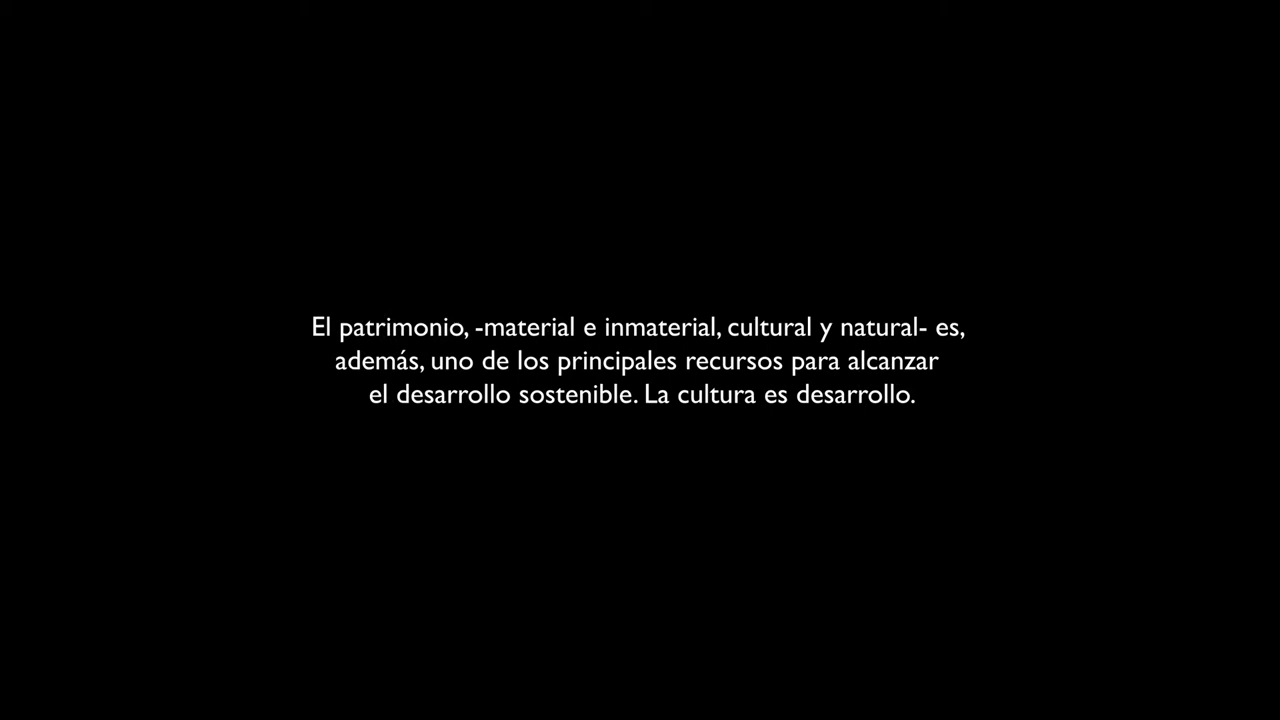 El patrimonio, -material e inmaterial, cultural y natural- es,
además, uno de los principales recursos para alcanzar
el desarrollo sostenible. La cultura es desarrollo.